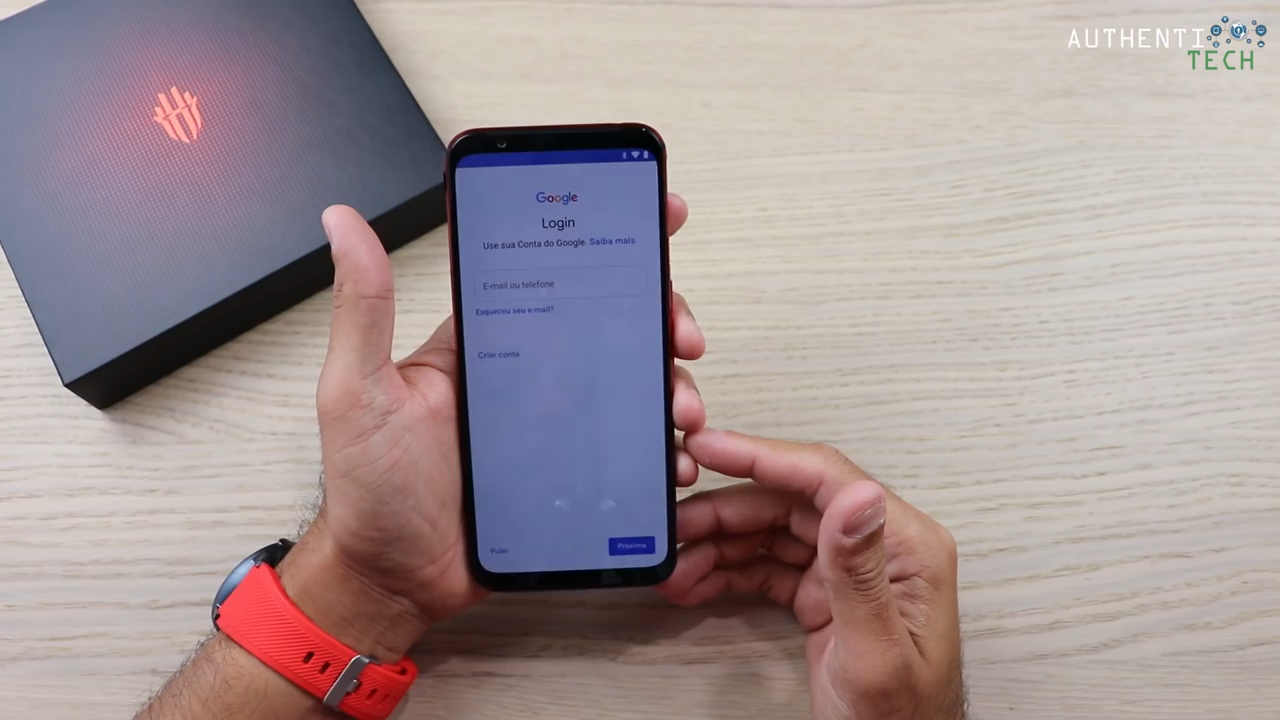 AUTHENTI
TECH
Google
Login
Use sua Conta do Google. Saiba mais
E-mail ou telefone
Esqueceu seu e-mail?
Criar conta
Pular
Próxima